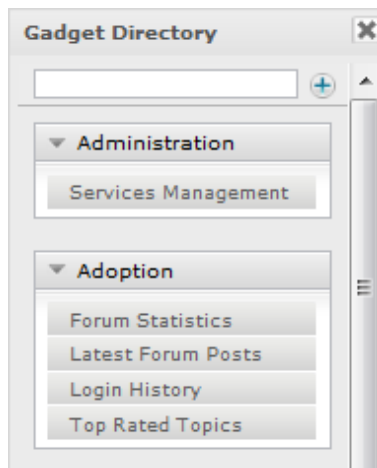 Gadget Directory
Administration
Services Management
Adoption
Forum Statistics
Latest Forum Posts
Login History
Top Rated Topics